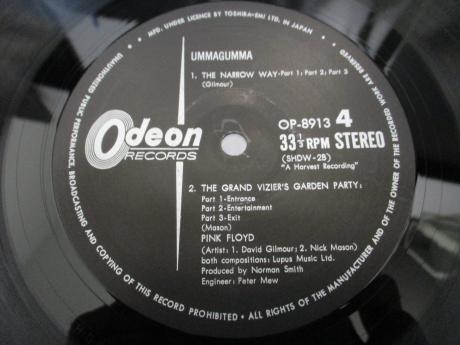 MFD. UNDER LICENCE BY TOSHIBA-EMI LTD. IN JAPAN
UMMAGUMMA
1. THE NARROW WAY-Part 1; Part 2; Part 3
(Gilmour)
Odeon
RECORDS
OP-8913 4
33 1/3 RPM STEREO
(SHDW-2B)
"A Harvest Recording"
2. THE GRAND VIZIER'S GARDEN PARTY:
Part 1-Entrance
Part 2-Entertainment
Part 3-Exit
(Mason)
PINK FLOYD
(Artist: 1. David Gilmour; 2. Nick Mason)
both compositions: Lupus Music Ltd.
Produced by Norman Smith
Engineer: Peter Mew
UNAUTHORIZED PUBLIC PERFORMANCE, BROADCASTING AND COPYING OF THIS RECORD PROHIBITED • ALL RIGHTS OF THE MANUFACTURER AND OF THE OWNER OF THE RECORDED WORK ARE RESERVED